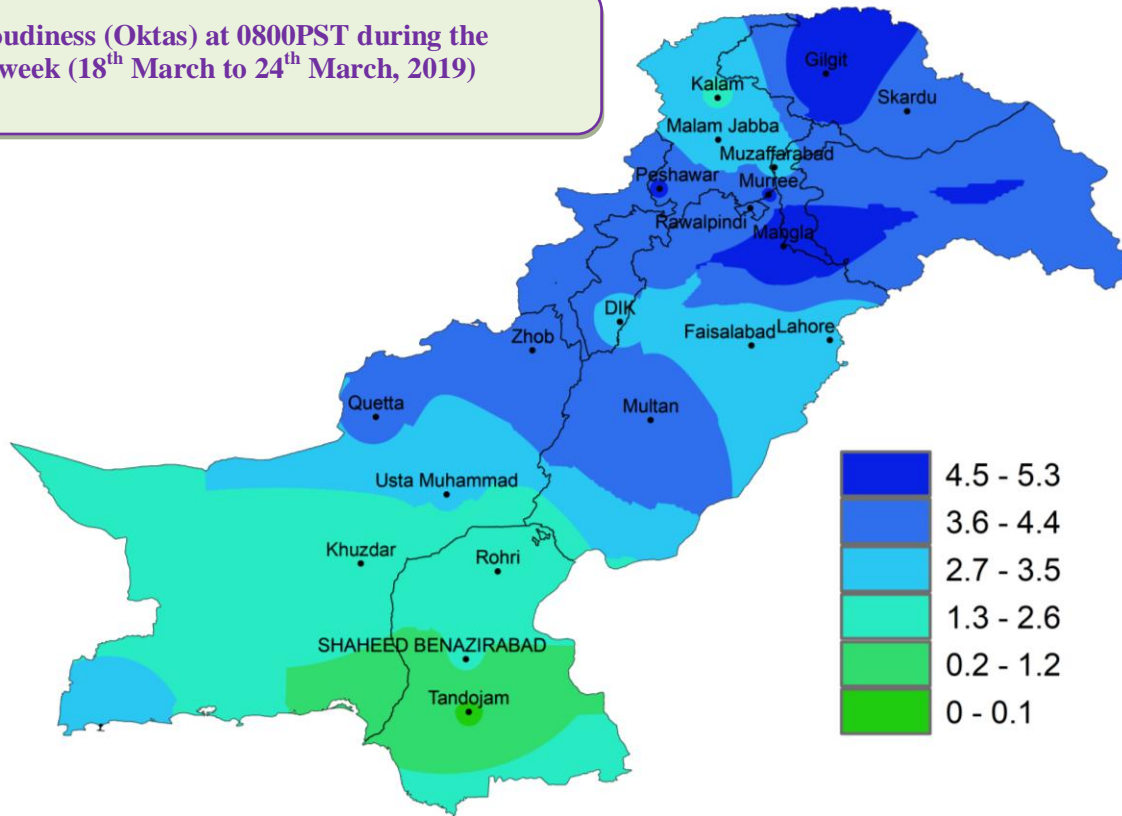 oudiness (Oktas) at 0800PST during the
week (18th March to 24th March, 2019)
Gilgit
Kalam
Skardu
Malam Jabba
Muzaffarabad
Peshawar
Murree
Rawalpindi
Mangla
DIK
Zhob
Faisalabad
Lahore
Quetta
Multan
Usta Muhammad
Khuzdar
Rohri
SHAHEED BENAZIRABAD
Tandojam
4.5 - 5.3
3.6 - 4.4
2.7 - 3.5
1.3 - 2.6
0.2 - 1.2
0 - 0.1